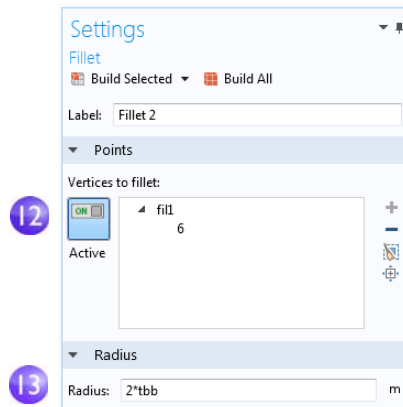 Settings
Fillet
Build Selected Build All
Label: Fillet 2
Points
Vertices to fillet:
12
ON
fil1
6
Active
Radius
13
Radius: 2*tbb m